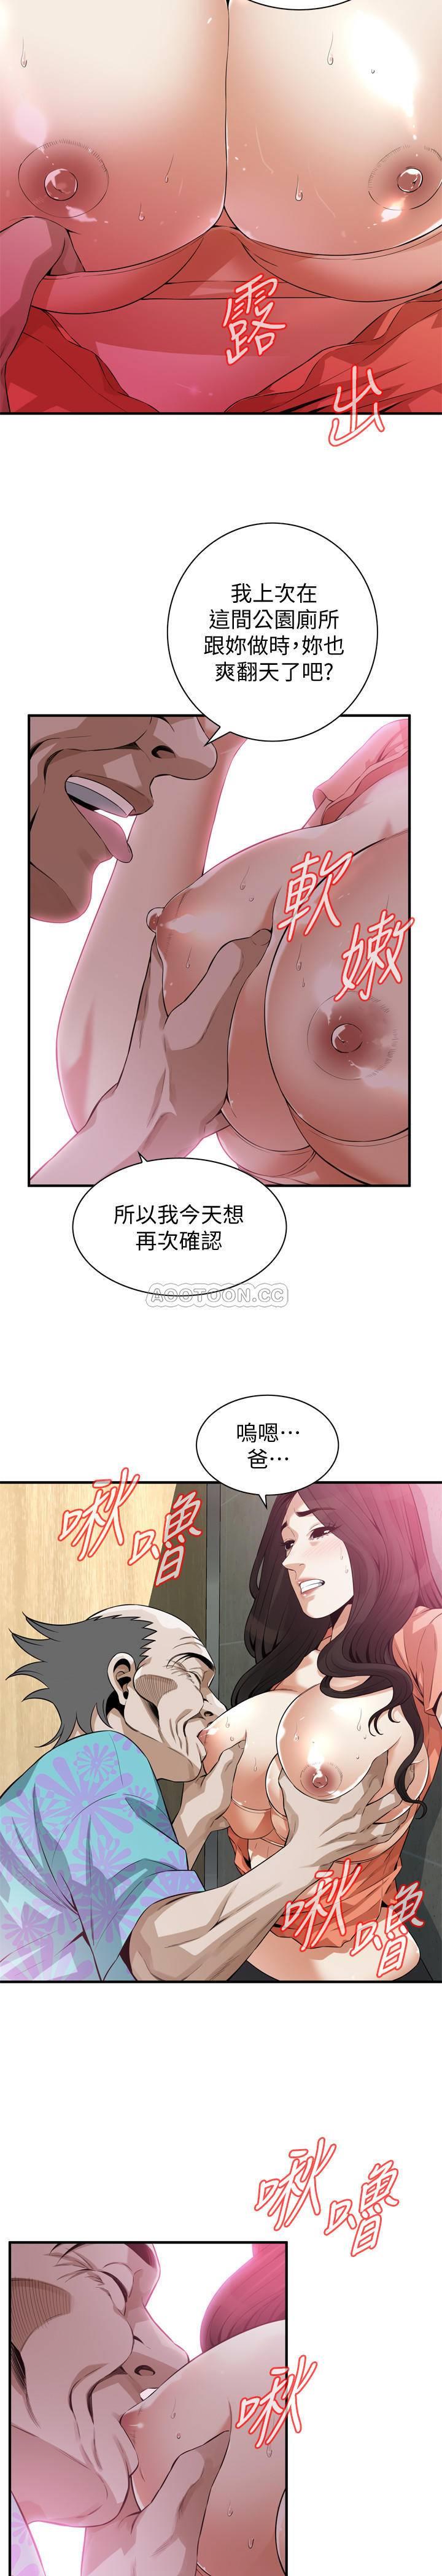 露
出
我上次在
這間公園廁所
跟妳做時,妳也
爽翻天了吧?
軟
嫩
所以我今天想
再次確認
AOOTOON.CC
嗚嗯…
爸…
啾
嚕
啾
嚕
啾
嚕
啾